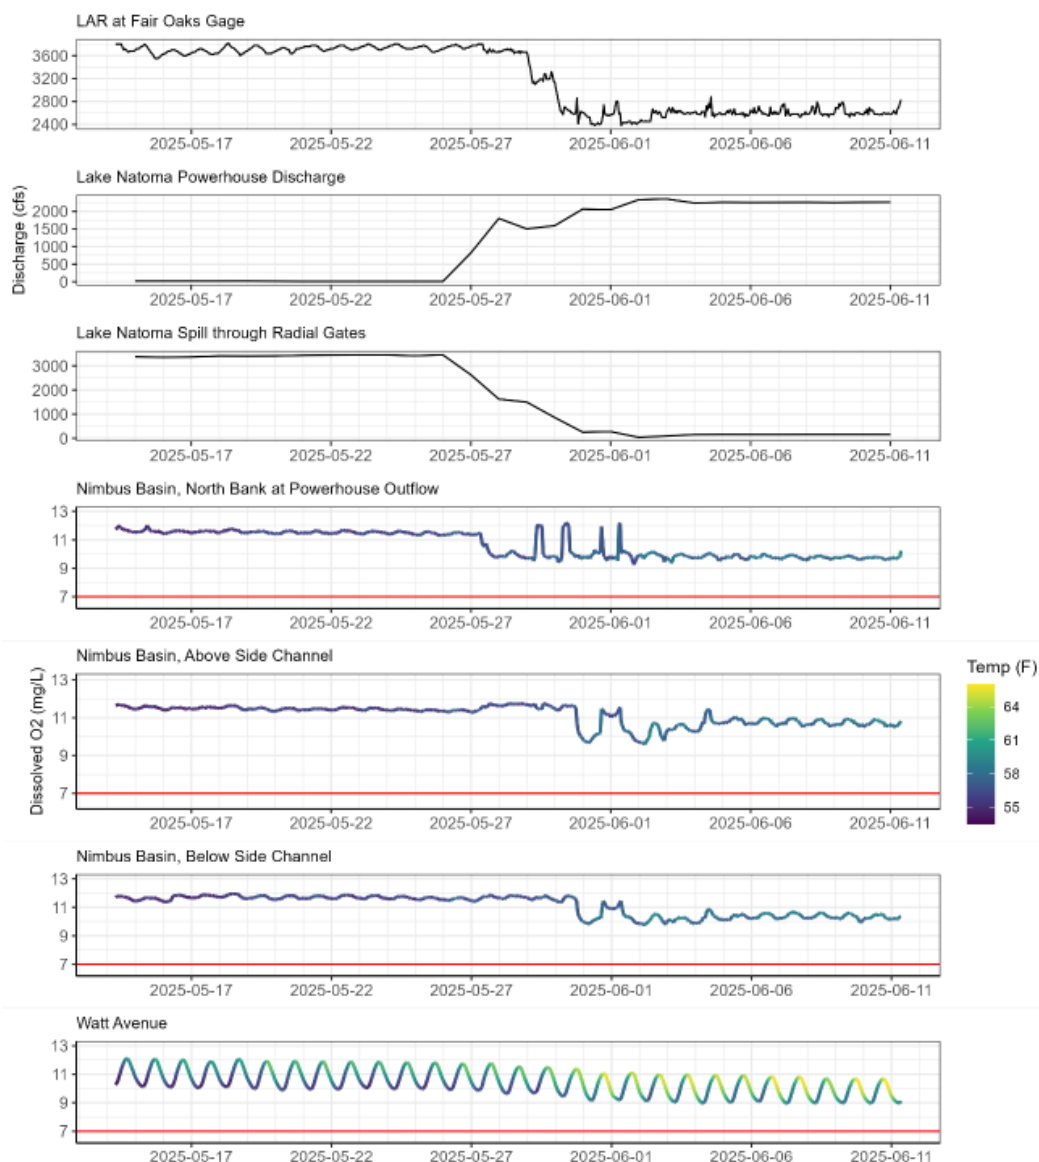 LAR at Fair Oaks Gage
3600
3200
2800
2400
2025-05-17 2025-05-22 2025-05-27 2025-06-01 2025-06-06 2025-06-11
Lake Natoma Powerhouse Discharge
Discharge (cfs)
2000
1500
1000
500
0
2025-05-17 2025-05-22 2025-05-27 2025-06-01 2025-06-06 2025-06-11
Lake Natoma Spill through Radial Gates
3000
2000
1000
0
2025-05-17 2025-05-22 2025-05-27 2025-06-01 2025-06-06 2025-06-11
Nimbus Basin, North Bank at Powerhouse Outflow
13
11
9
7
2025-05-17 2025-05-22 2025-05-27 2025-06-01 2025-06-06 2025-06-11
Nimbus Basin, Above Side Channel
Dissolved O2 (mg/L)
13
11
9
7
2025-05-17 2025-05-22 2025-05-27 2025-06-01 2025-06-06 2025-06-11
Temp (F)
64
61
58
55
Nimbus Basin, Below Side Channel
13
11
9
7
2025-05-17 2025-05-22 2025-05-27 2025-06-01 2025-06-06 2025-06-11
Watt Avenue
13
11
9
7
2025-05-17 2025-05-22 2025-05-27 2025-06-01 2025-06-06 2025-06-11